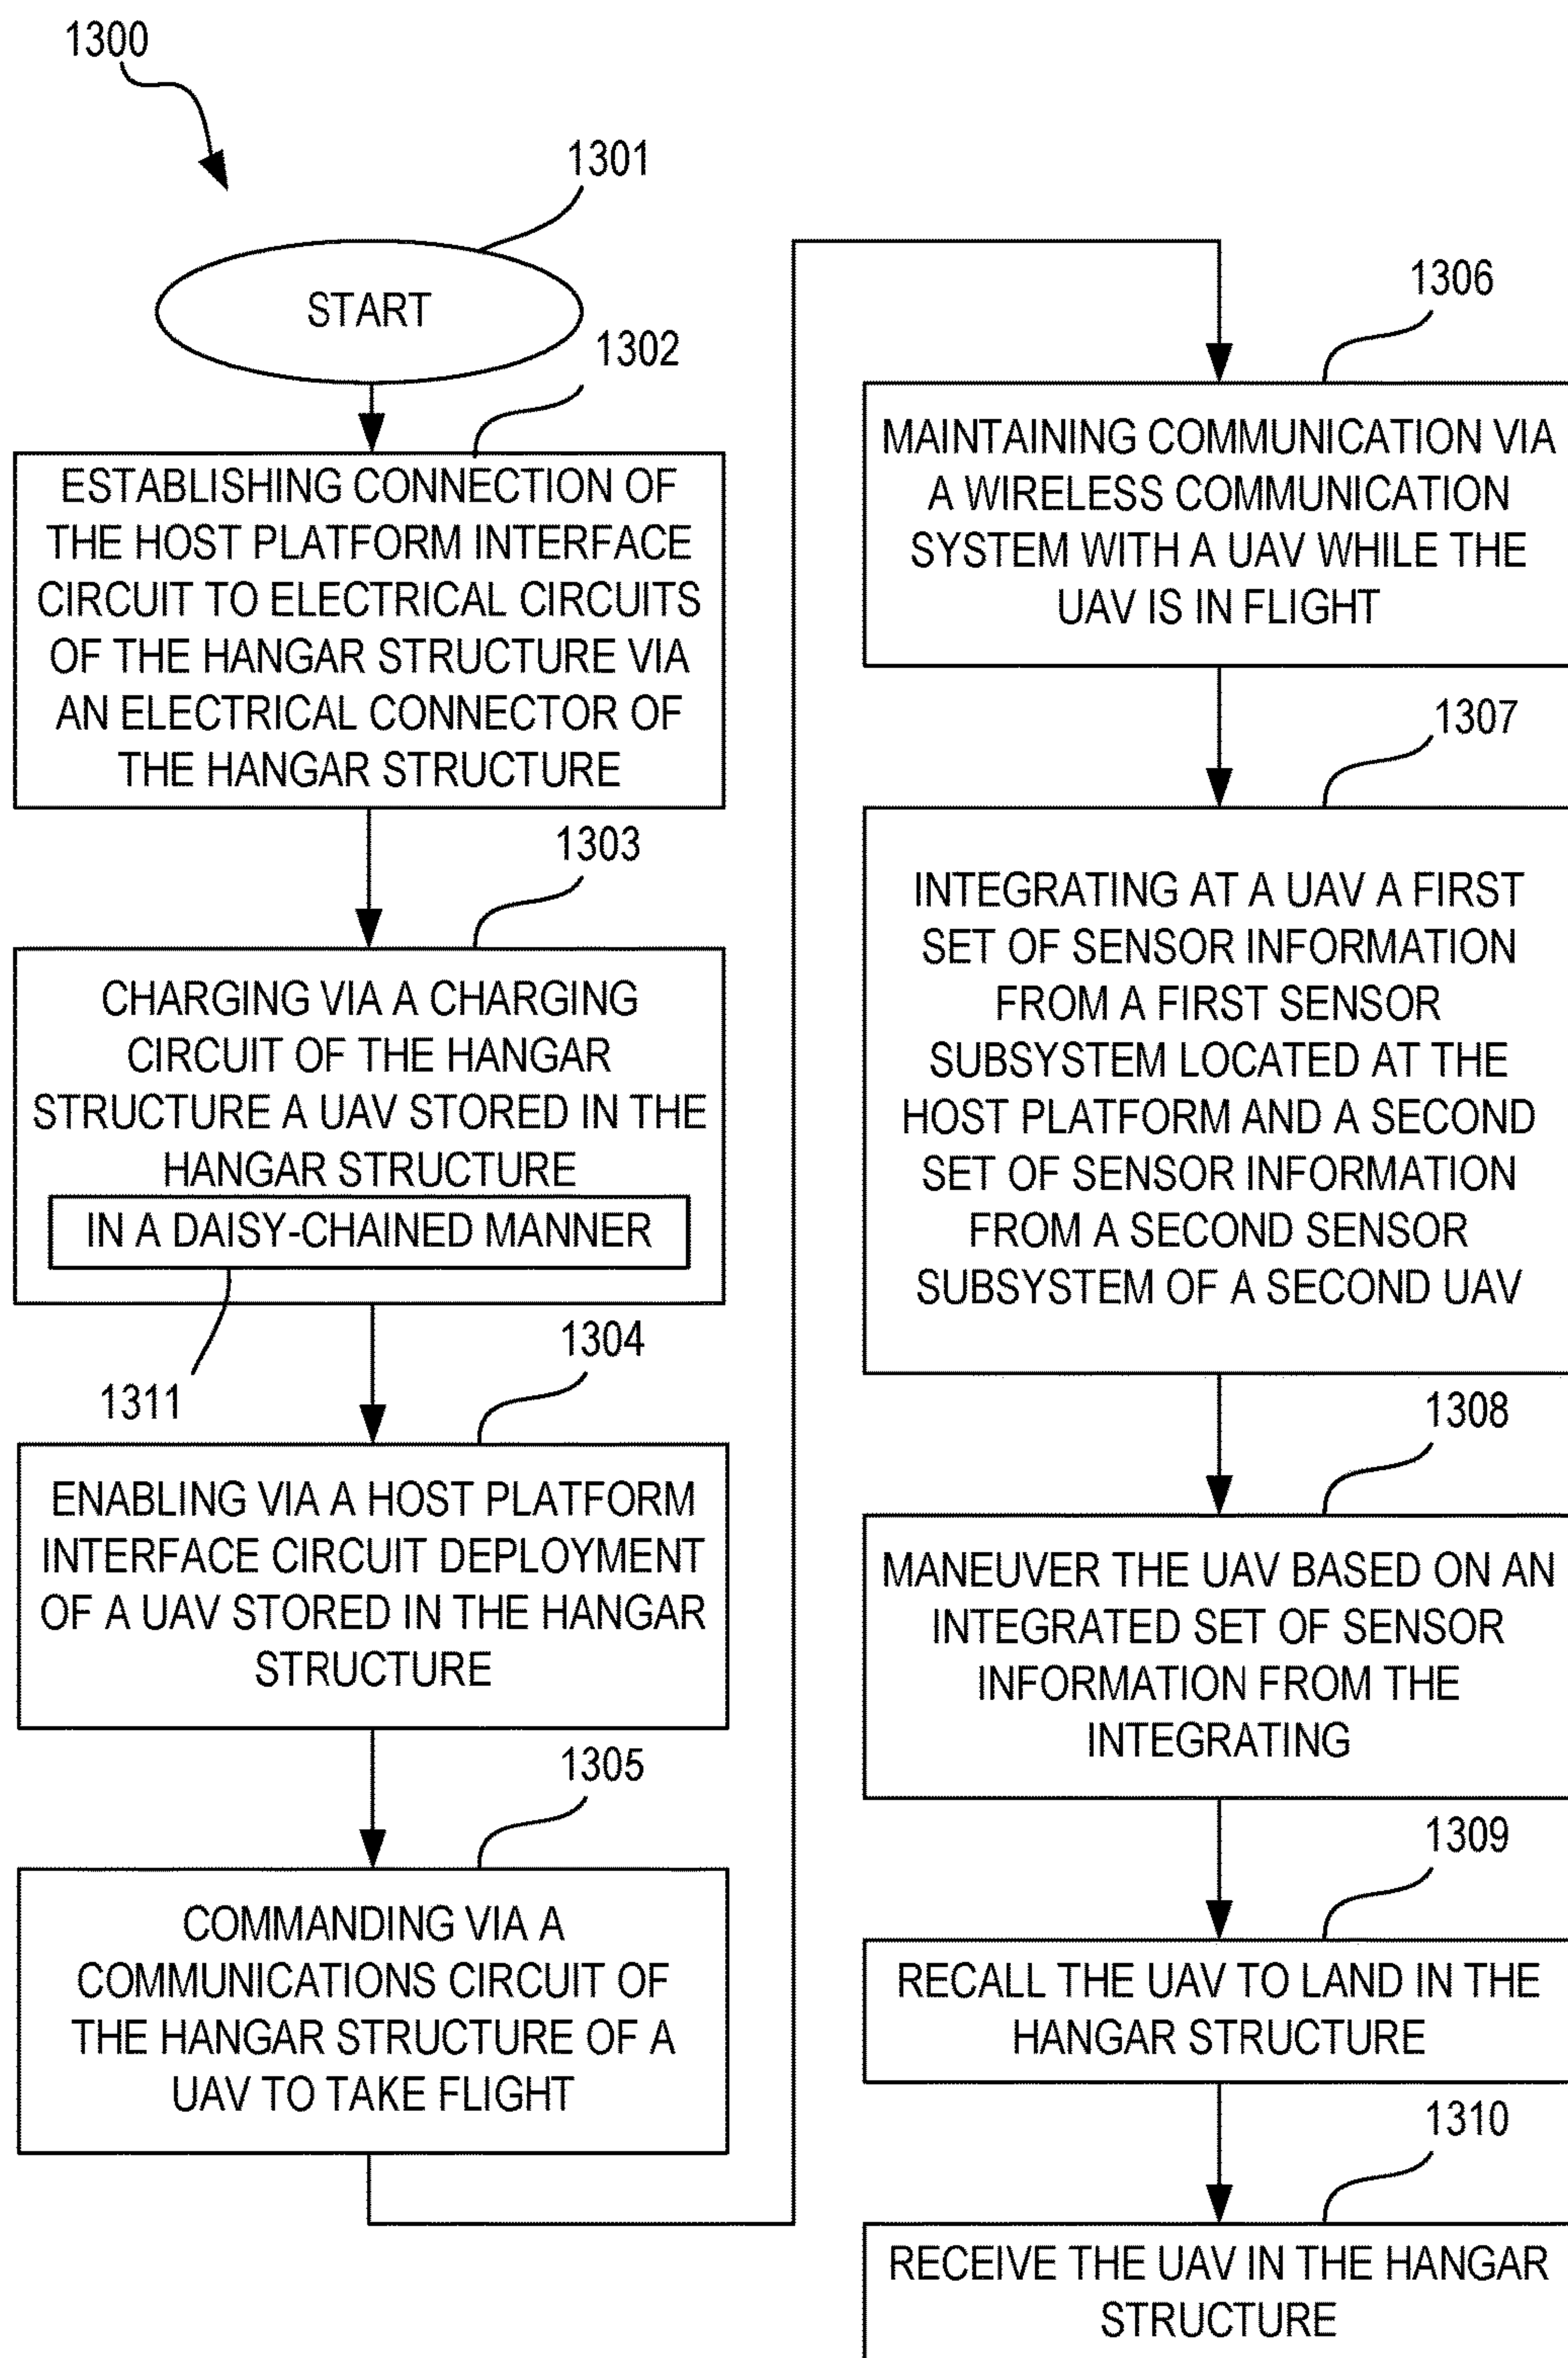 1300
1301
START
1302
ESTABLISHING CONNECTION OF
THE HOST PLATFORM INTERFACE
CIRCUIT TO ELECTRICAL CIRCUITS
OF THE HANGAR STRUCTURE VIA
AN ELECTRICAL CONNECTOR OF
THE HANGAR STRUCTURE
1303
CHARGING VIA A CHARGING
CIRCUIT OF THE HANGAR
STRUCTURE A UAV STORED IN THE
HANGAR STRUCTURE
IN A DAISY-CHAINED MANNER
1311
1304
ENABLING VIA A HOST PLATFORM
INTERFACE CIRCUIT DEPLOYMENT
OF A UAV STORED IN THE HANGAR
STRUCTURE
1305
COMMANDING VIA A
COMMUNICATIONS CIRCUIT OF
THE HANGAR STRUCTURE OF A
UAV TO TAKE FLIGHT
1306
MAINTAINING COMMUNICATION VIA
A WIRELESS COMMUNICATION
SYSTEM WITH A UAV WHILE THE
UAV IS IN FLIGHT
1307
INTEGRATING AT A UAV A FIRST
SET OF SENSOR INFORMATION
FROM A FIRST SENSOR
SUBSYSTEM LOCATED AT THE
HOST PLATFORM AND A SECOND
SET OF SENSOR INFORMATION
FROM A SECOND SENSOR
SUBSYSTEM OF A SECOND UAV
1308
MANEUVER THE UAV BASED ON AN
INTEGRATED SET OF SENSOR
INFORMATION FROM THE
INTEGRATING
1309
RECALL THE UAV TO LAND IN THE
HANGAR STRUCTURE
1310
RECEIVE THE UAV IN THE HANGAR
STRUCTURE